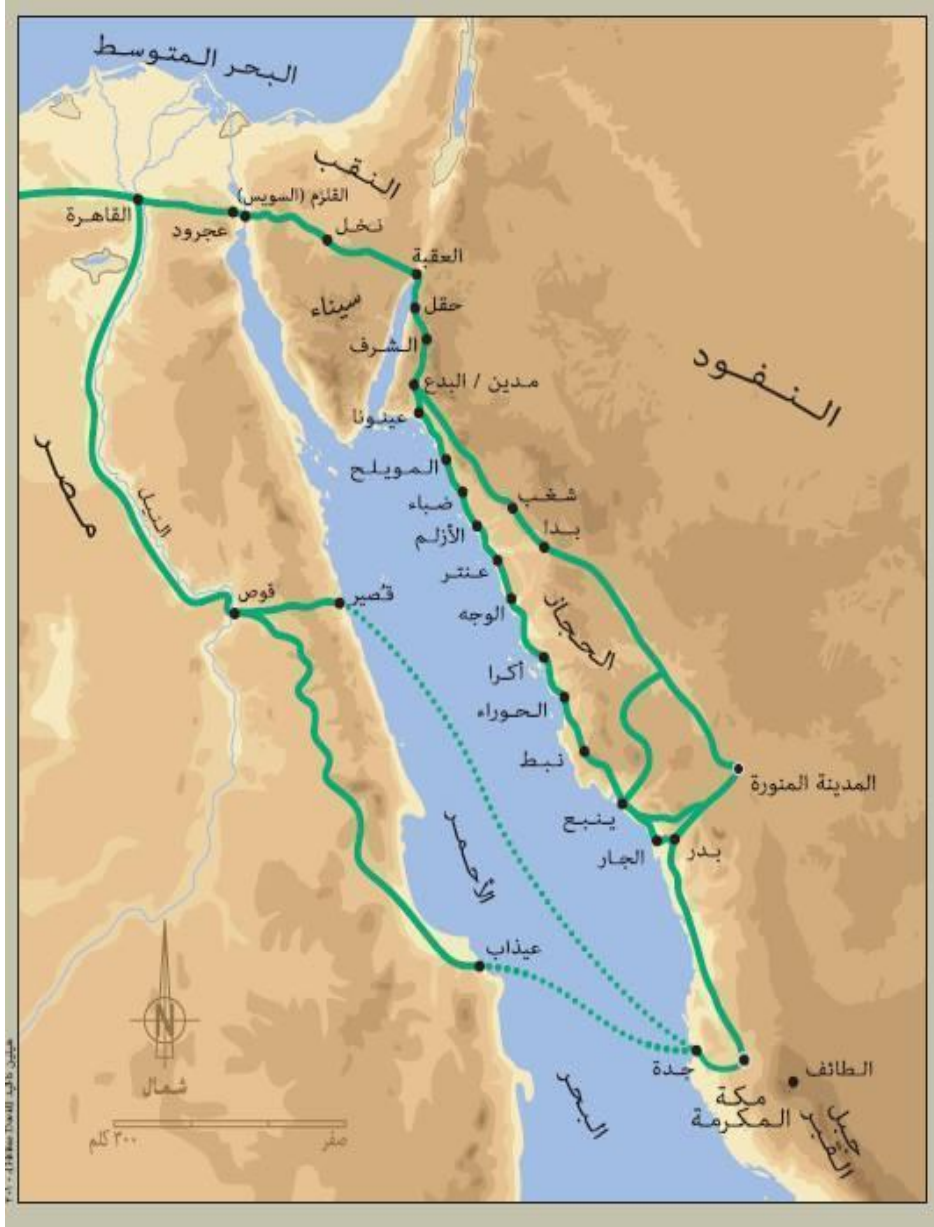 البحر المتوسط
النقب
القلزم (السويس)
القاهرة
عجرود
نخل
العقبة
سيناء
حقل
الشرف
النفود
مدين / البدع
عينونا
مصر
المويلح
النيل
ضباء
شغب
الأزلم
بدا
عنتر
قوص
قُصير
الوجه
الحجاز
أكرا
الحوراء
نبط
المدينة المنورة
ينبع
الجار
بدر
الأحمر
عيذاب
جدة
الطائف
مكة
المكرمة
جبل
القبر
شمال
البحر
صفر
٣٠٠ كلم
N